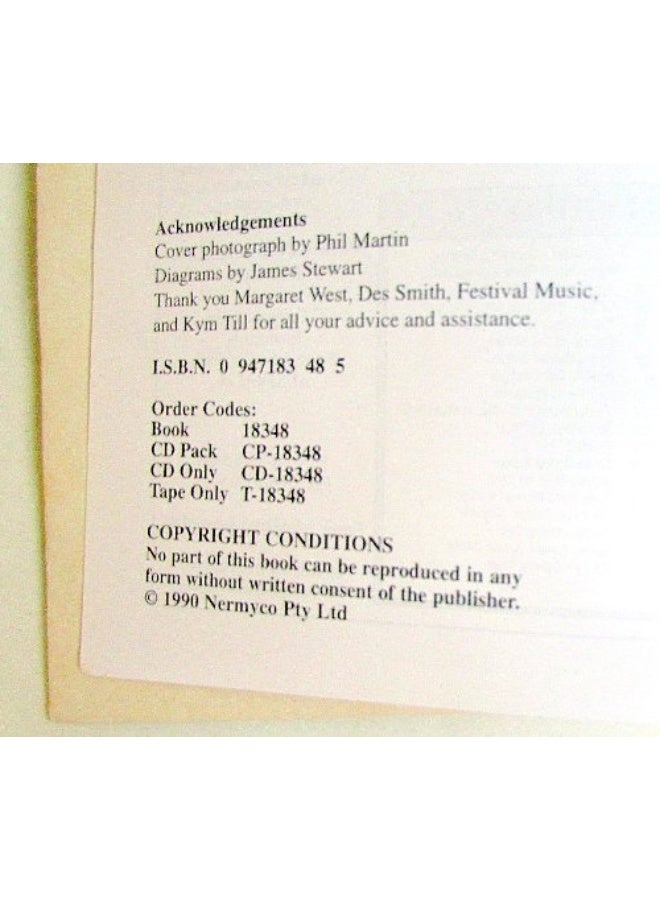 Acknowledgements
Cover photograph by Phil Martin
Diagrams by James Stewart
Thank you Margaret West, Des Smith, Festival Music,
and Kym Till for all your advice and assistance.
I.S.B.N. 0 947183 48 5
Order Codes:
Book 18348
CD Pack CP-18348
CD Only CD-18348
Tape Only T-18348
COPYRIGHT CONDITIONS
No part of this book can be reproduced in any
form without written consent of the publisher.
© 1990 Nermyco Pty Ltd